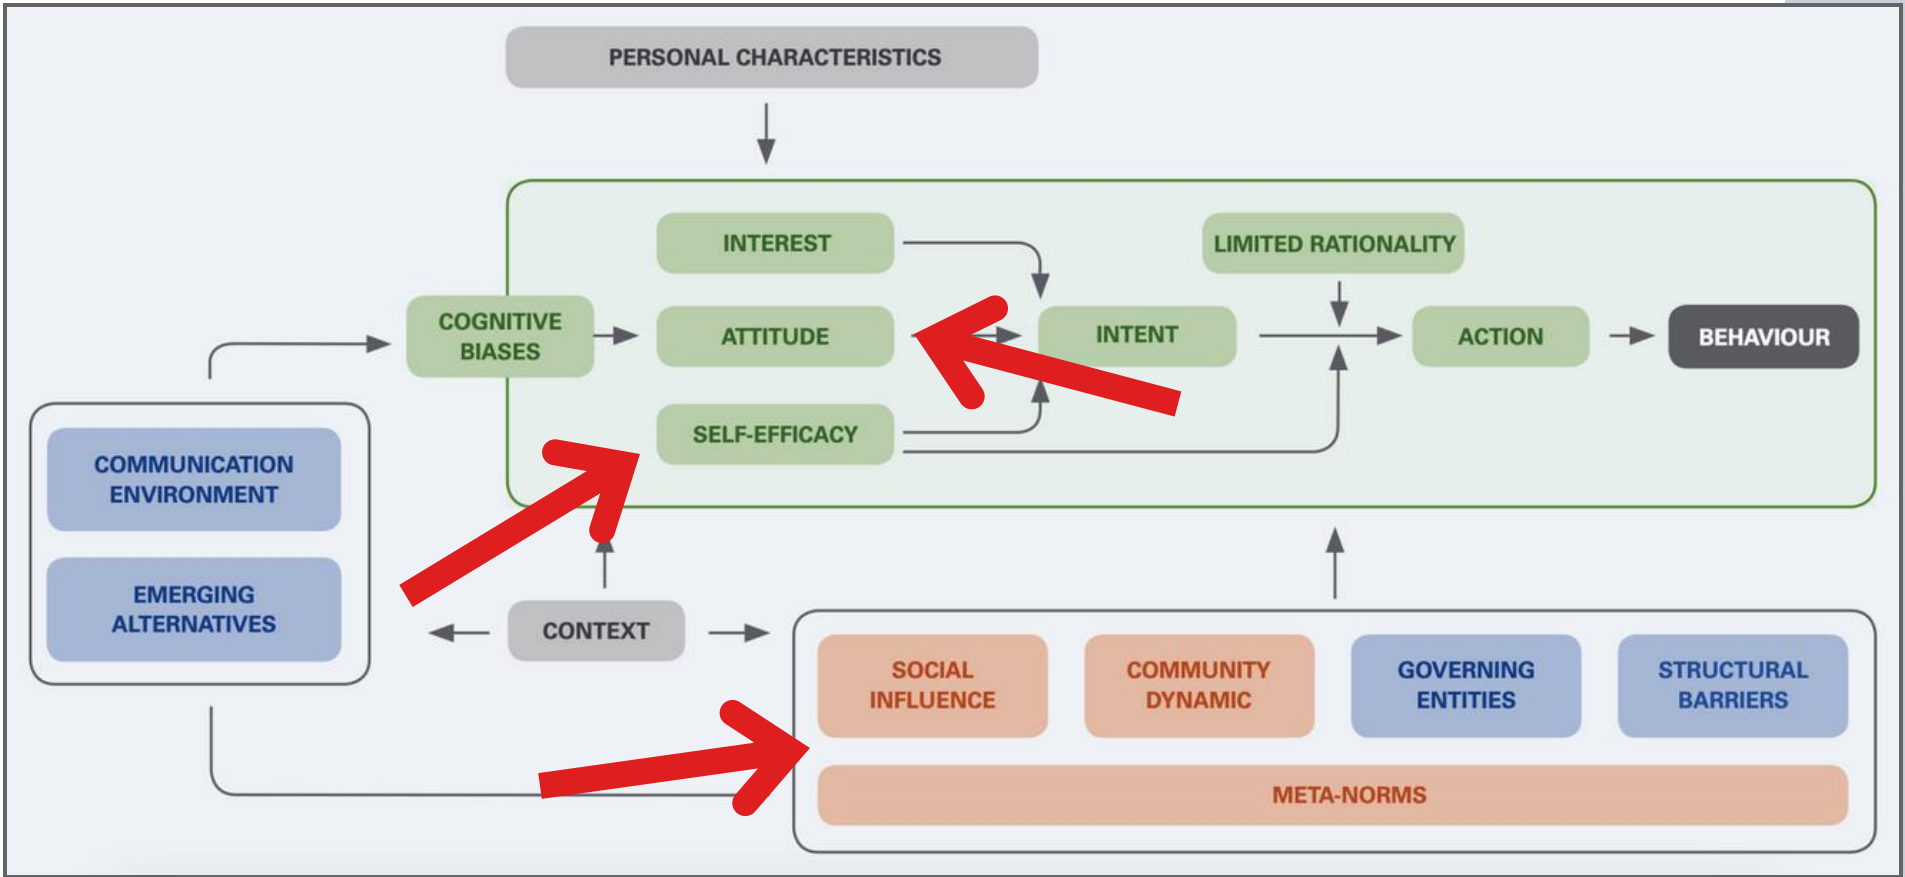 PERSONAL CHARACTERISTICS
INTEREST
LIMITED RATIONALITY
COGNITIVE
BIASES
ATTITUDE
INTENT
ACTION
BEHAVIOUR
SELF-EFFICACY
COMMUNICATION
ENVIRONMENT
EMERGING
ALTERNATIVES
CONTEXT
SOCIAL
INFLUENCE
COMMUNITY
DYNAMIC
GOVERNING
ENTITIES
STRUCTURAL
BARRIERS
META-NORMS